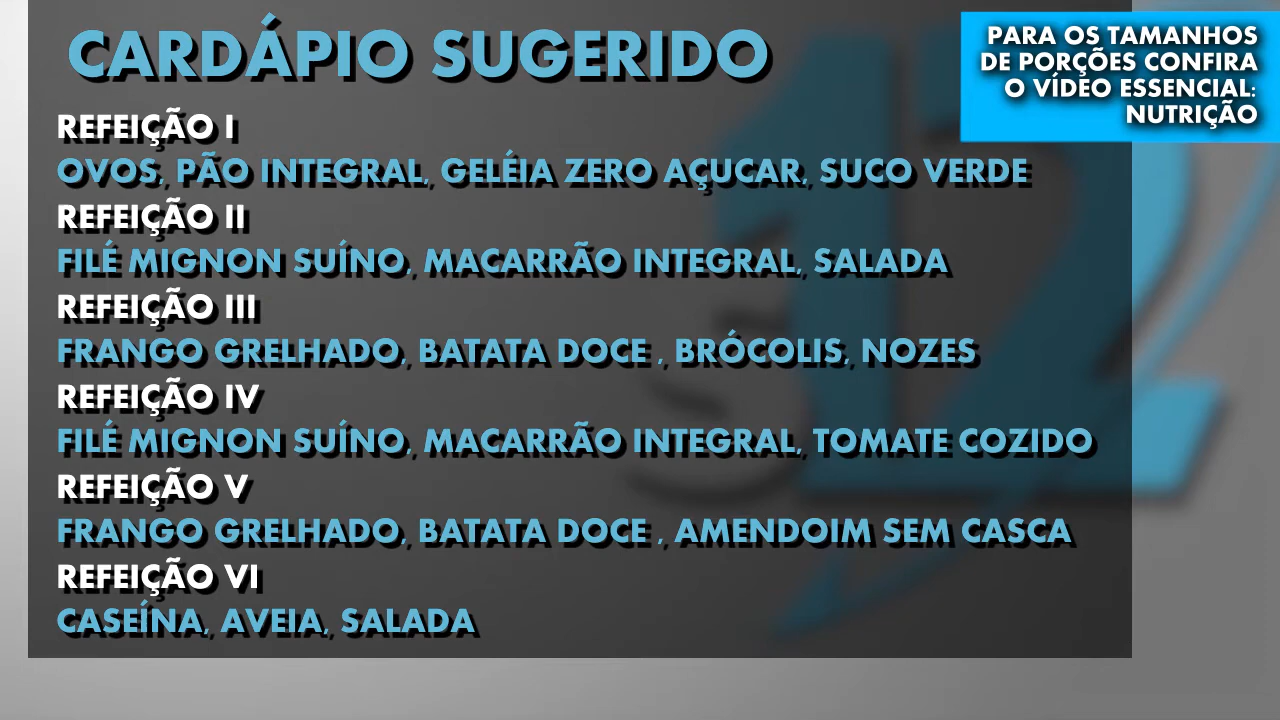 CARDÁPIO SUGERIDO
PARA OS TAMANHOS
DE PORÇÕES CONFIRA
O VÍDEO ESSENCIAL:
NUTRIÇÃO
REFEIÇÃO I
OVOS, PÃO INTEGRAL, GELÉIA ZERO AÇUCAR, SUCO VERDE
REFEIÇÃO II
FILÉ MIGNON SUÍNO, MACARRÃO INTEGRAL, SALADA
REFEIÇÃO III
FRANGO GRELHADO, BATATA DOCE , BRÓCOLIS, NOZES
REFEIÇÃO IV
FILÉ MIGNON SUÍNO, MACARRÃO INTEGRAL, TOMATE COZIDO
REFEIÇÃO V
FRANGO GRELHADO, BATATA DOCE , AMENDOIM SEM CASCA
REFEIÇÃO VI
CASEÍNA, AVEIA, SALADA
12